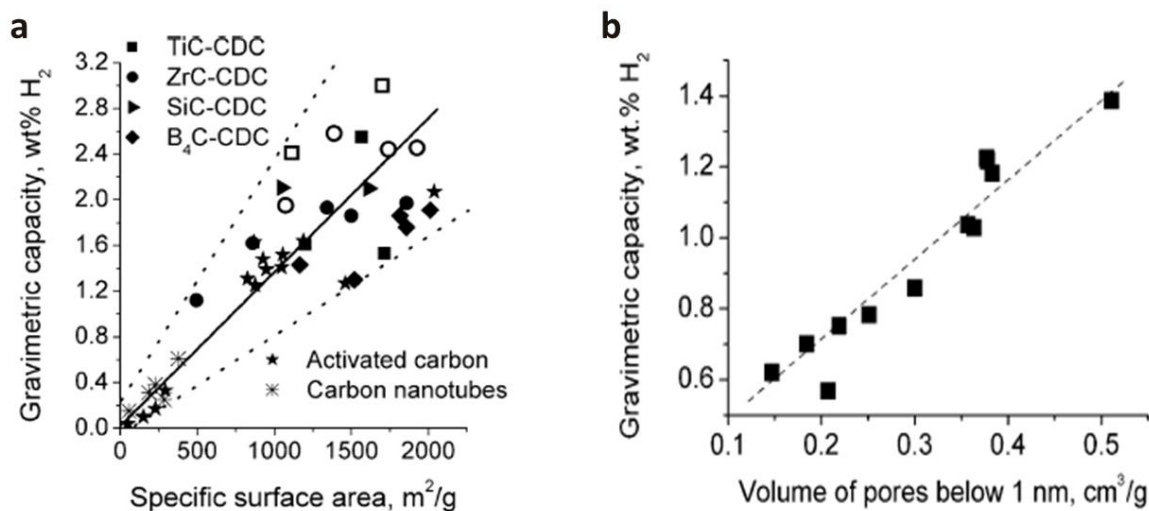 a
TiC-CDC
ZrC-CDC
SiC-CDC
B₄C-CDC
Gravimetric capacity, wt% H₂
3.2
2.8
2.4
2.0
1.6
1.2
0.8
0.4
0.0
Activated carbon
Carbon nanotubes
0 500 1000 1500 2000
Specific surface area, m²/g
b
Gravimetric capacity, wt.% H₂
1.4
1.2
1.0
0.8
0.6
0.1 0.2 0.3 0.4 0.5
Volume of pores below 1 nm, cm³/g